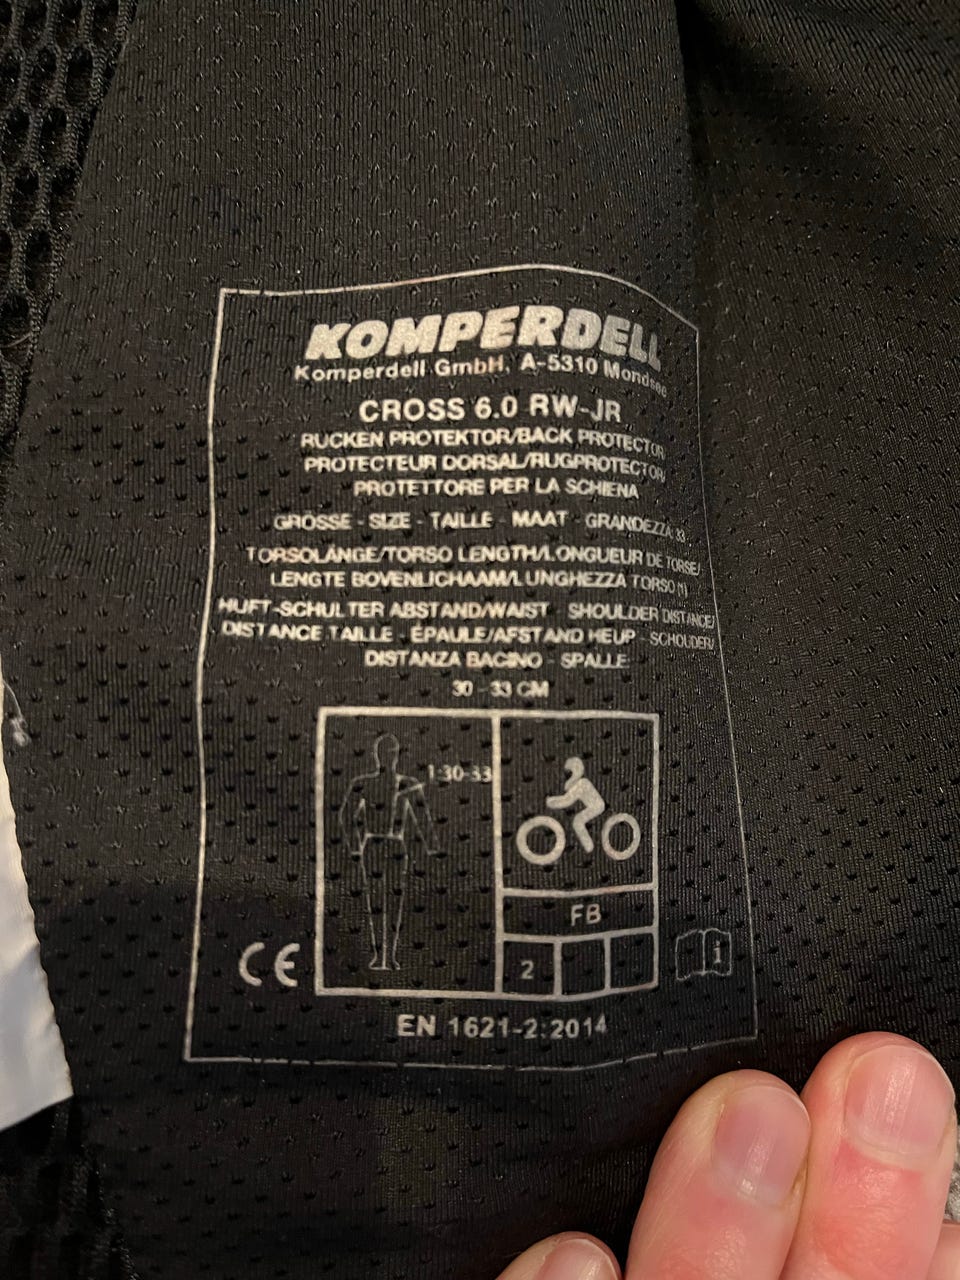 KOMPERDELL
Komperdell GmbH, A-5310 Mondsee
CROSS 6.0 RW-JR
RÜCKEN PROTEKTOR/BACK PROTECTOR
PROTECTEUR DORSAL/RUGPROTECTOR
PROTETTORE PER LA SCHIENA
GRÖSSE - SIZE - TAILLE - MAAT - GRANDEZZA: 33
TORSOLÄNGE/TORSO LENGTH/LONGUEUR DE TORSE/
LENGTE BOVENLICHAAM/LUNGHEZZA TORSO (1)
HÜFT-SCHULTER ABSTAND/WAIST - SHOULDER DISTANCE/
DISTANCE TAILLE - ÉPAULE/AFSTAND HEUP - SCHOUDER/
DISTANZA BACINO - SPALLE:
30 - 33 CM
1:30-33
FB
2
CE
i
EN 1621-2:2014